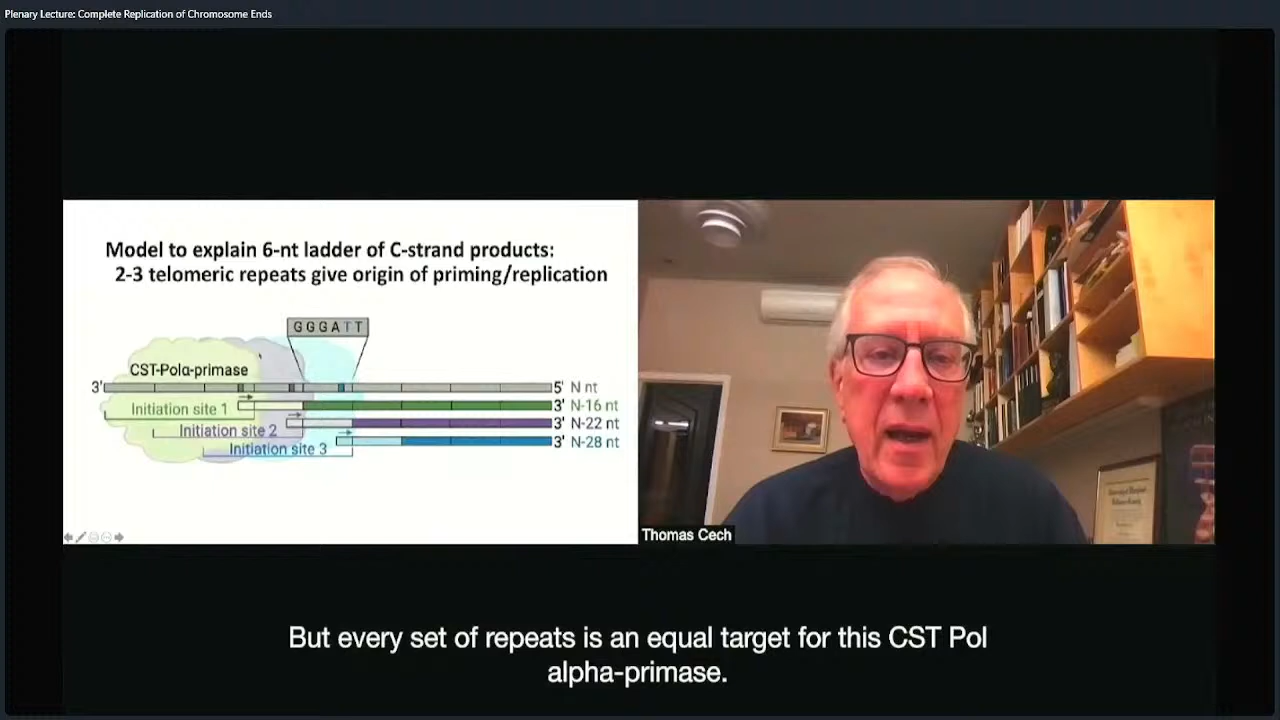 Plenary Lecture: Complete Replication of Chromosome Ends
Model to explain 6-nt ladder of C-strand products:
2-3 telomeric repeats give origin of priming/replication
GGGATT
CST-Polα-primase
3' 5' N nt
Initiation site 1 3' N-16 nt
Initiation site 2 3' N-22 nt
Initiation site 3 3' N-28 nt
Thomas Cech
But every set of repeats is an equal target for this CST Pol
alpha-primase.